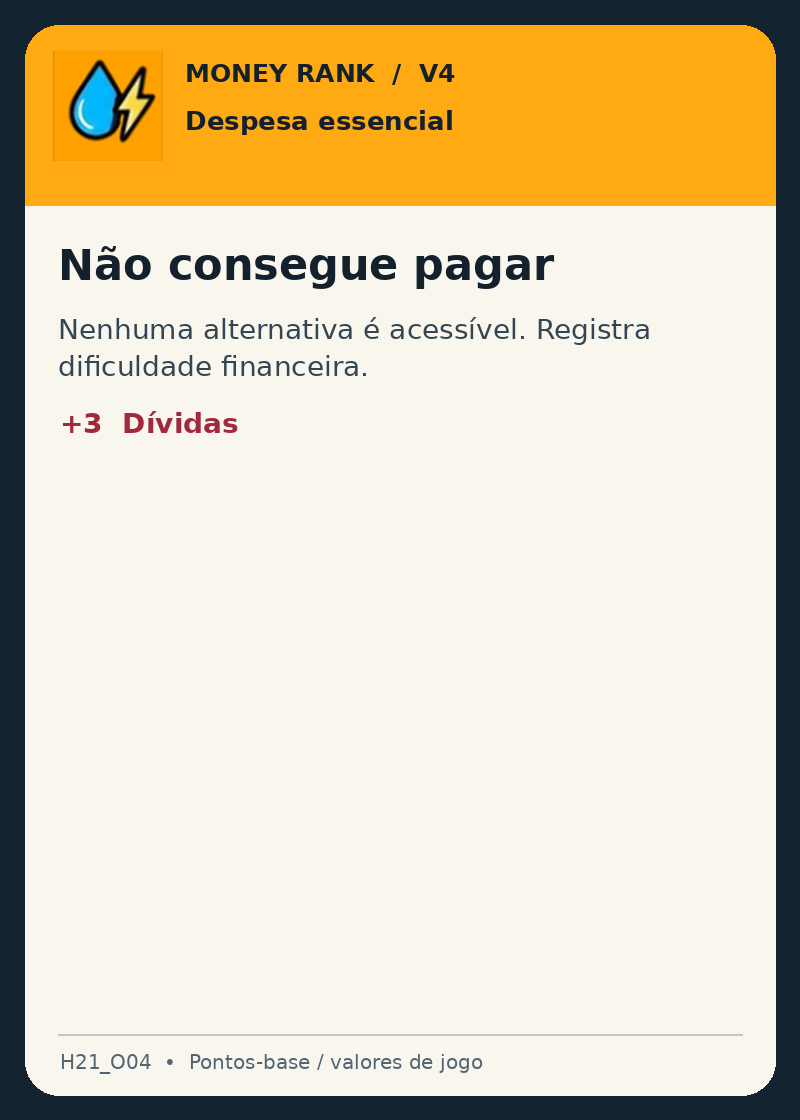 MONEY RANK / V4
Despesa essencial
Não consegue pagar
Nenhuma alternativa é acessível. Registra
dificuldade financeira.
+3 Dívidas
H21_O04 • Pontos-base / valores de jogo